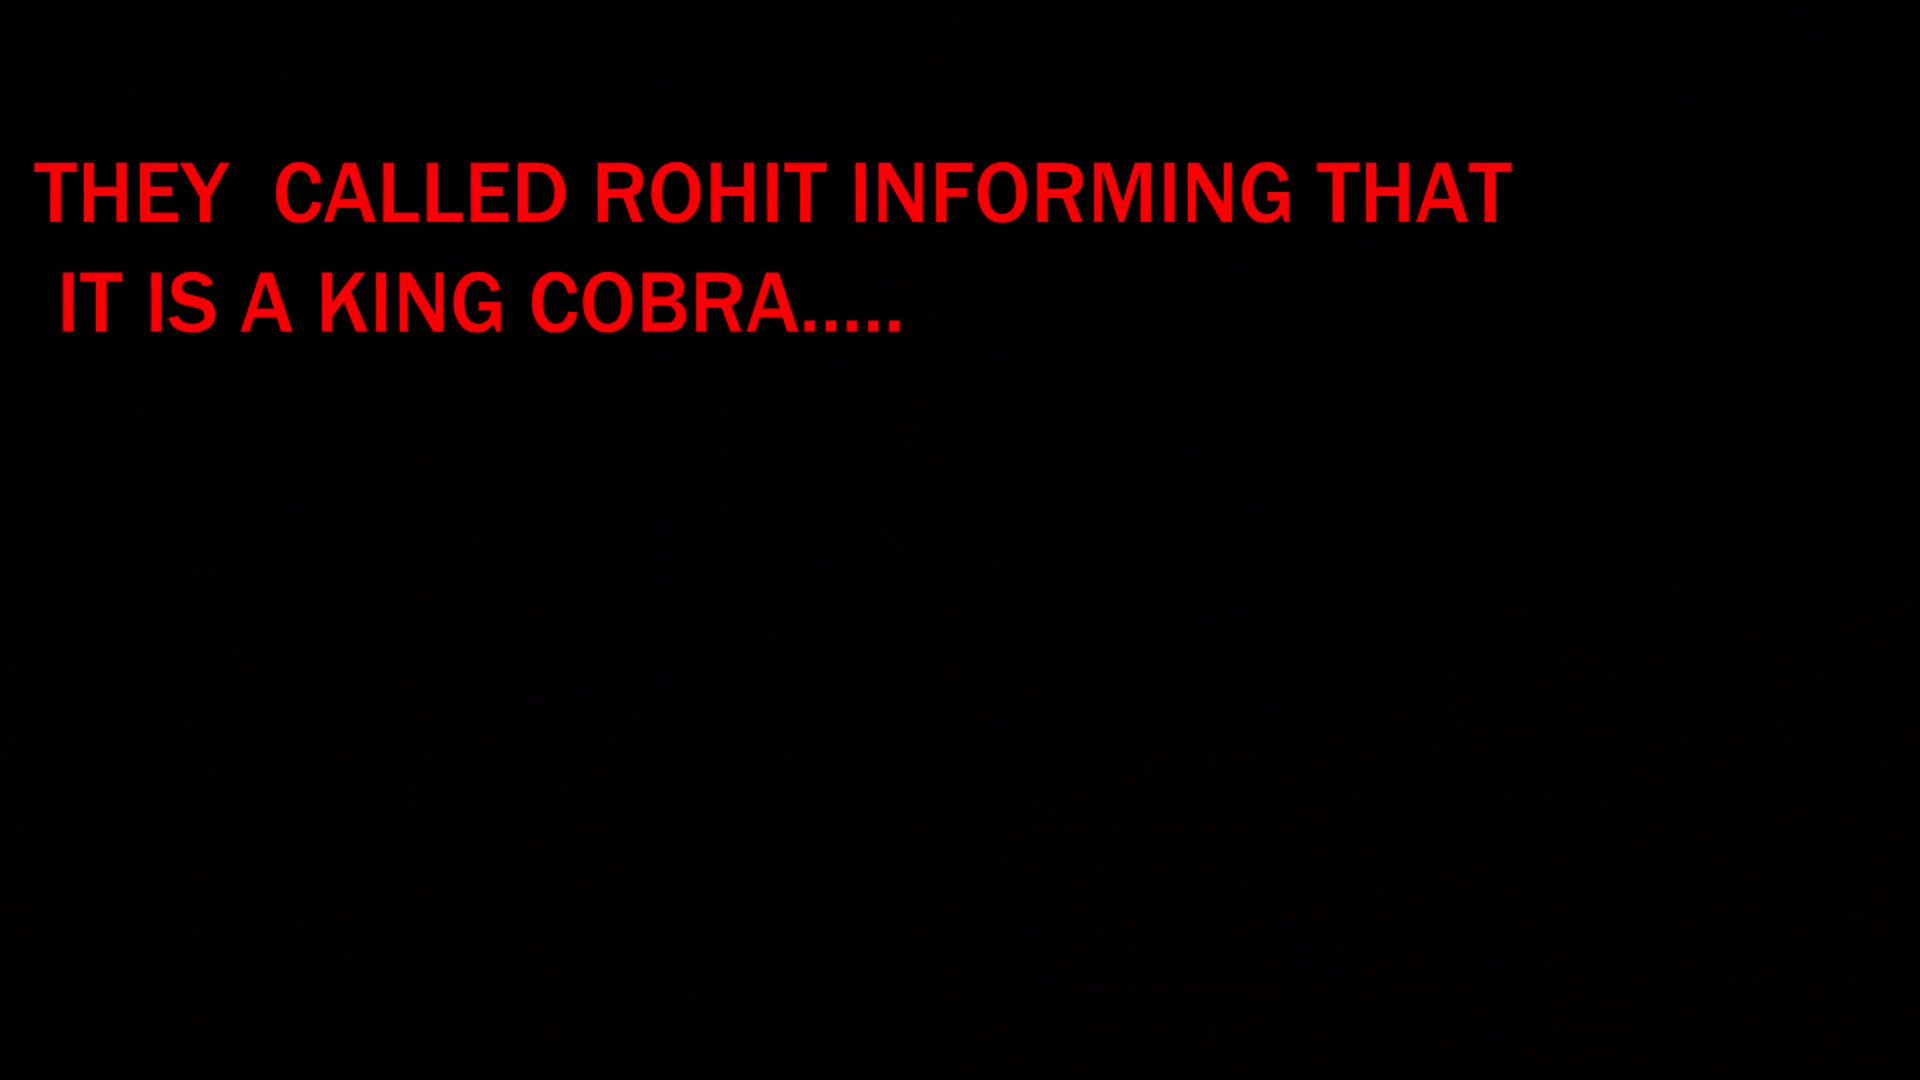 THEY  CALLED ROHIT INFORMING THAT
IT IS A KING COBRA.....